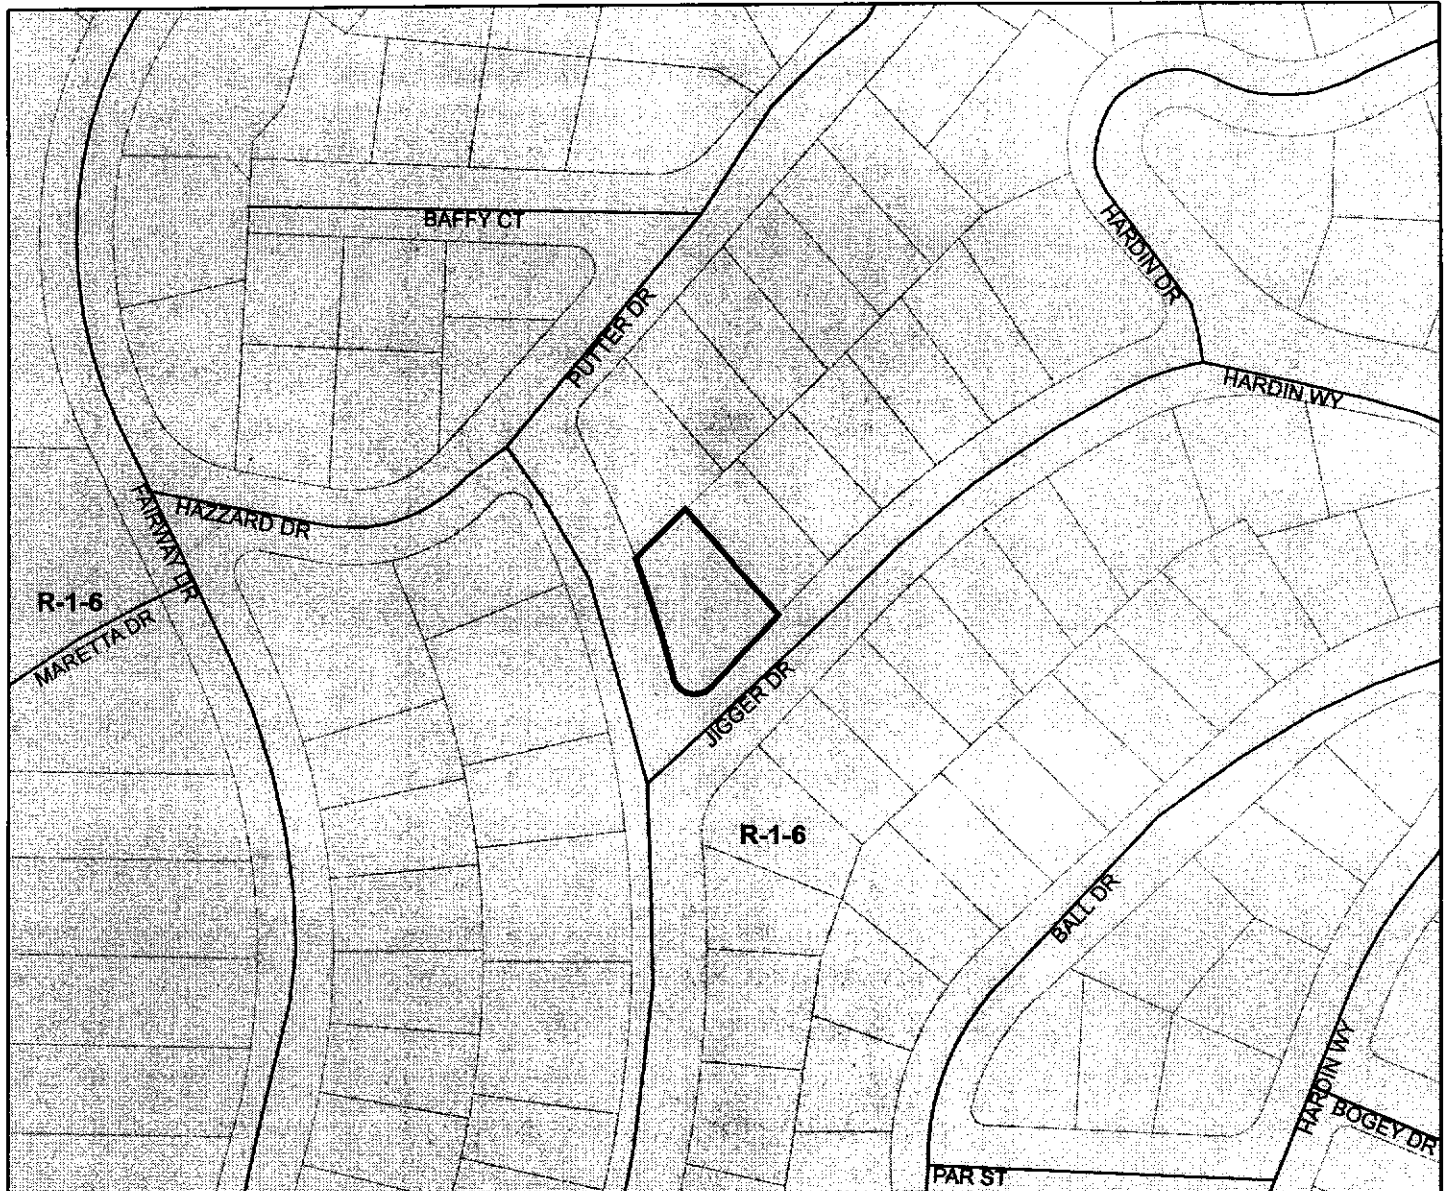 BAFFY CT
HARDIN DR
PUTTER DR
HARDIN WY
FAIRWAY DR
HAZZARD DR
R-1-6
MARETTA DR
JIGGER DR
R-1-6
BALL DR
HARDIN WY
BOGEY DR
PAR ST